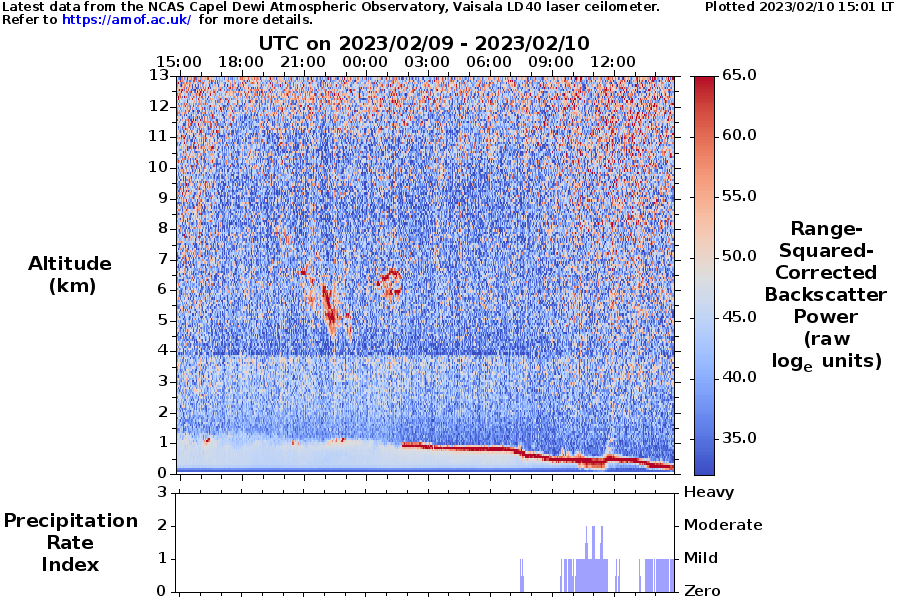 Latest data from the NCAS Capel Dewi Atmospheric Observatory, Vaisala LD40 laser ceilometer.
Plotted 2023/02/10 15:01 LT
Refer to https://amof.ac.uk/ for more details.
UTC on 2023/02/09 - 2023/02/10
15:00 18:00 21:00 00:00 03:00 06:00 09:00 12:00
13
12
11
10
9
8
7
6
5
4
3
2
1
0
Altitude
(km)
65.0
60.0
55.0
50.0
45.0
40.0
35.0
Range-
Squared-
Corrected
Backscatter
Power
(raw
logₑ units)
3
2
1
0
Precipitation
Rate
Index
Heavy
Moderate
Mild
Zero